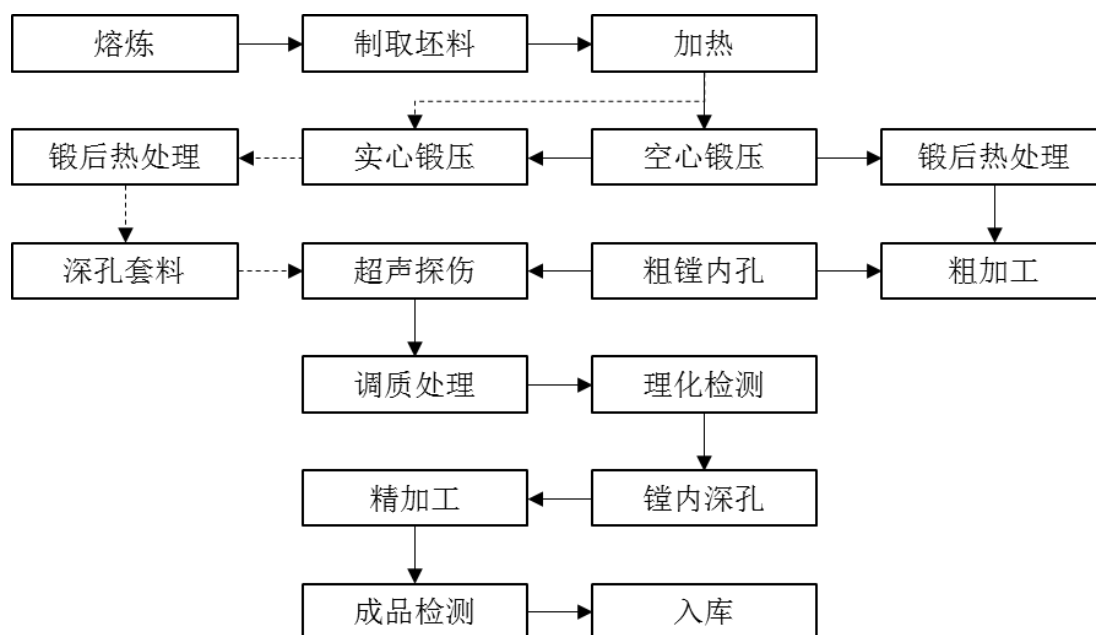 熔炼
制取坯料
加热
锻后热处理
实心锻压
空心锻压
锻后热处理
深孔套料
超声探伤
粗镗内孔
粗加工
调质处理
理化检测
精加工
镗内深孔
成品检测
入库